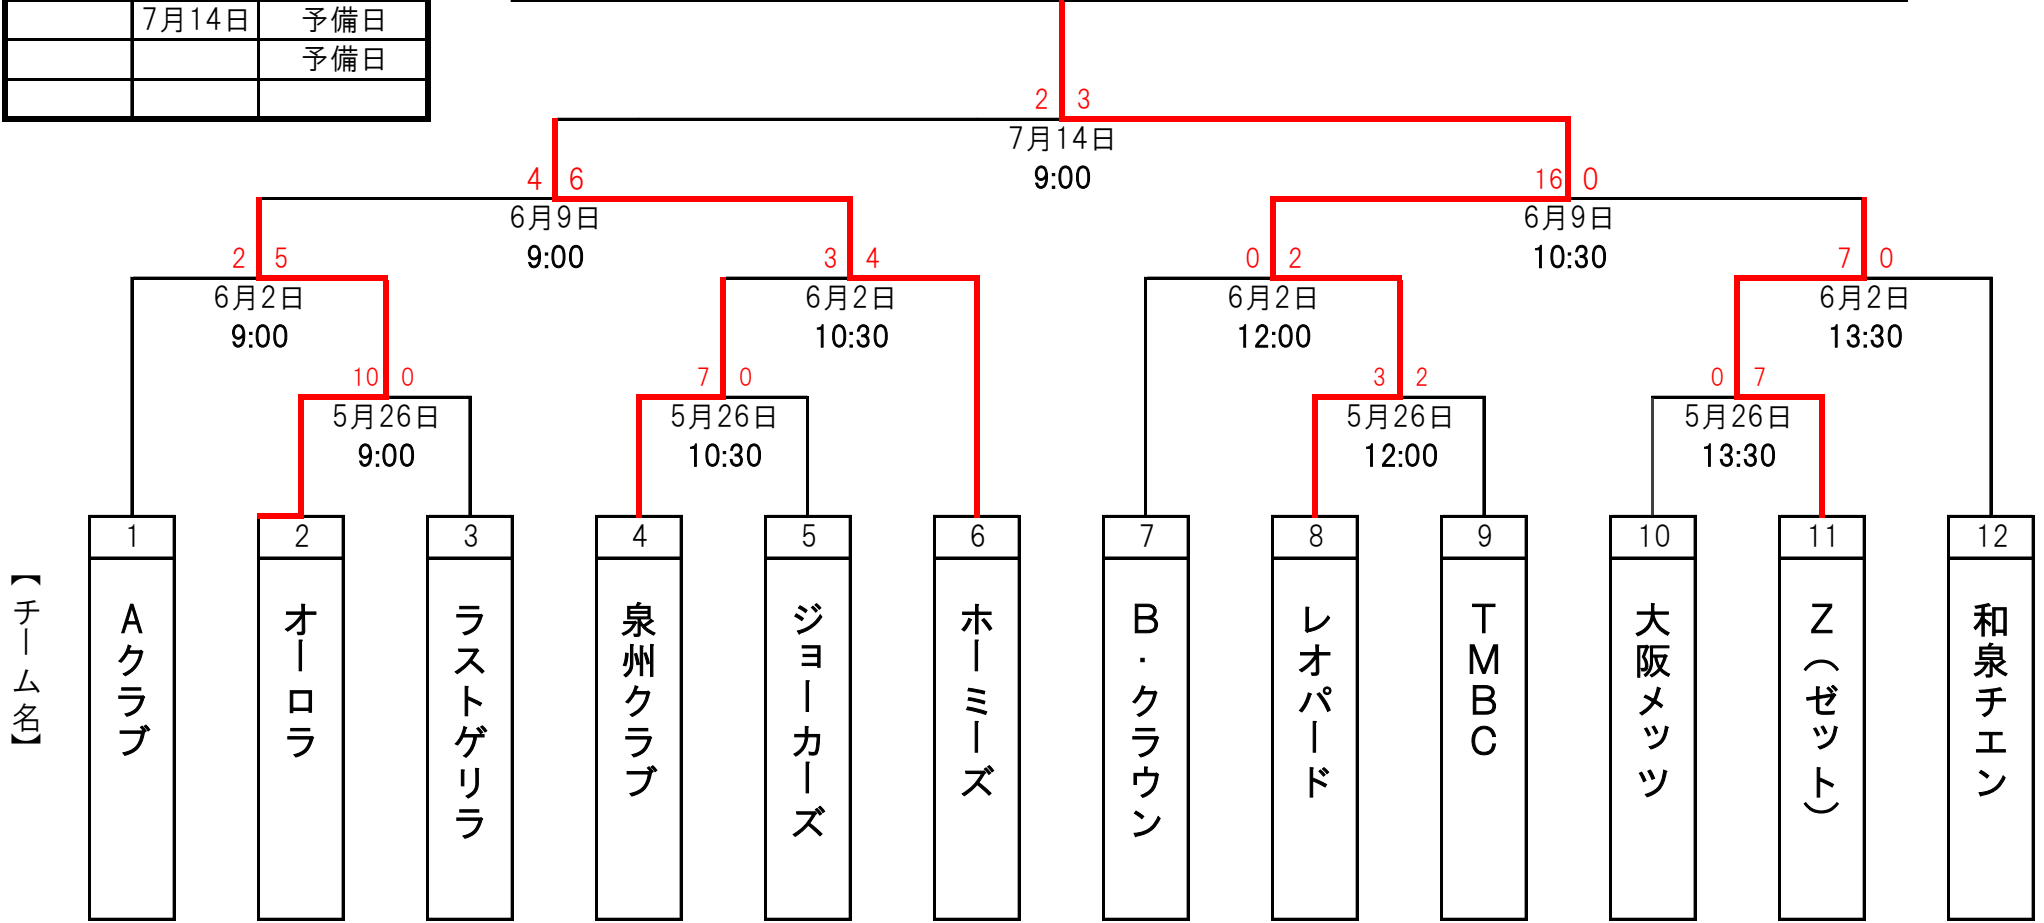 7月14日 予備日
予備日
2 3
7月14日
9:00
4 6
16 0
6月9日
9:00
6月9日
10:30
2 5
3 4
0 2
7 0
6月2日
9:00
6月2日
10:30
6月2日
12:00
6月2日
13:30
10 0
7 0
3 2
0 7
5月26日
9:00
5月26日
10:30
5月26日
12:00
5月26日
13:30
1 2 3 4 5 6 7 8 9 10 11 12
【チーム名】
Aクラブ
オーロラ
ラストゲリラ
泉州クラブ
ジョーカーズ
ホーミーズ
B・クラウン
レオパード
TMBC
大阪メッツ
Z(ゼット)
和泉チエン